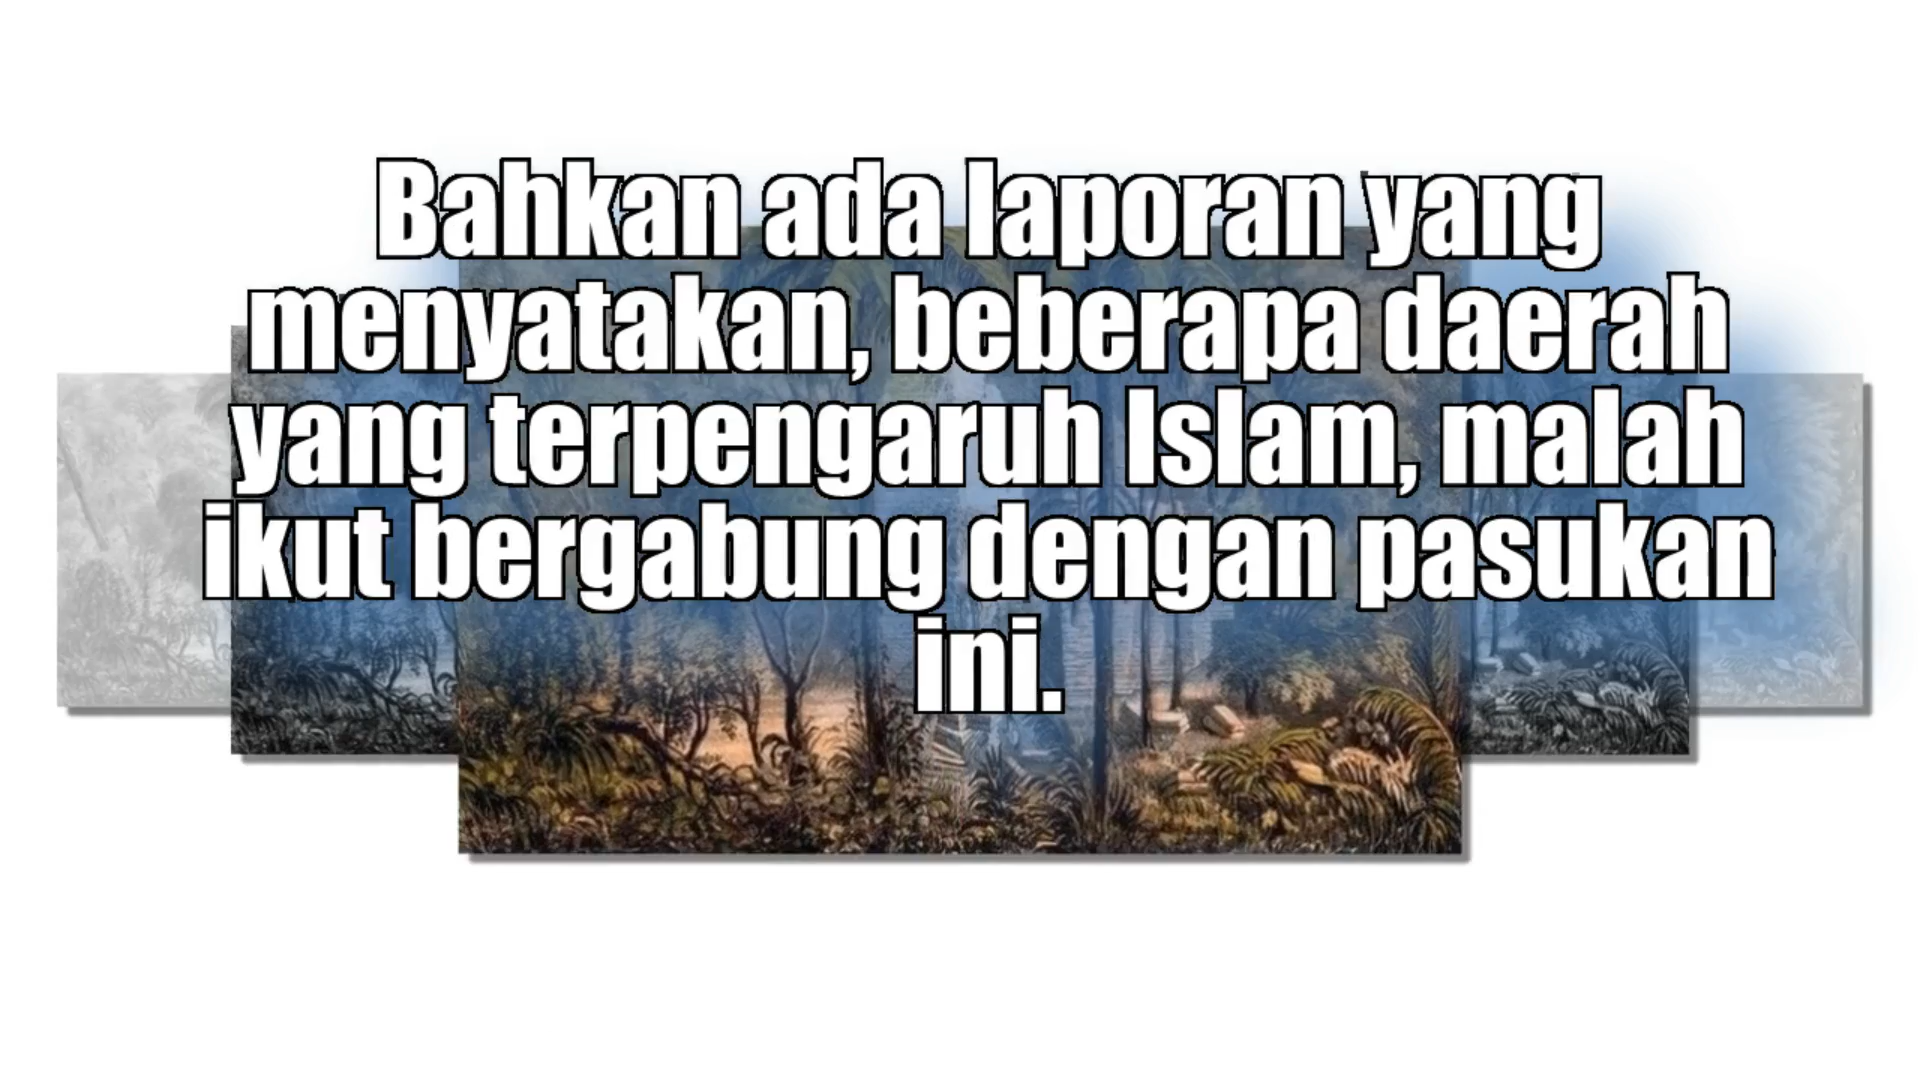 Bahkan ada laporan yang
menyatakan, beberapa daerah
yang terpengaruh Islam, malah
ikut bergabung dengan pasukan
ini.